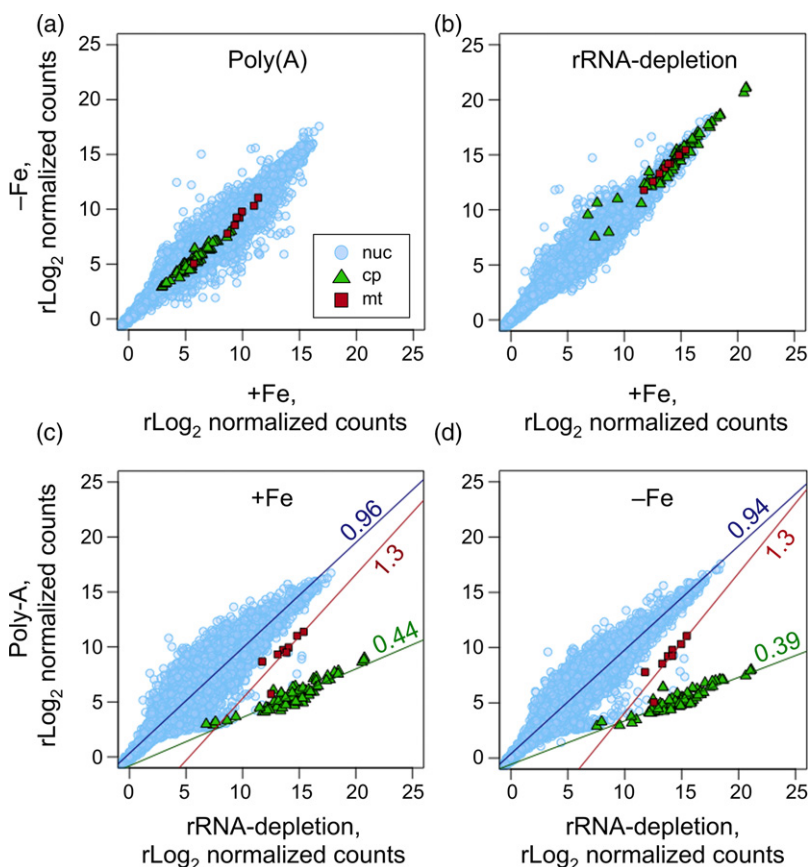 (a)
Poly(A)
25
20
15
10
5
0
–Fe,
rLog2 normalized counts
nuc
cp
mt
0 5 10 15 20 25
+Fe,
rLog2 normalized counts
(b)
rRNA-depletion
25
20
15
10
5
0
0 5 10 15 20 25
+Fe,
rLog2 normalized counts
(c)
+Fe
25
20
15
10
5
0
Poly-A,
rLog2 normalized counts
0.96
1.3
0.44
0 5 10 15 20 25
rRNA-depletion,
rLog2 normalized counts
(d)
–Fe
25
20
15
10
5
0
0.94
1.3
0.39
0 5 10 15 20 25
rRNA-depletion,
rLog2 normalized counts